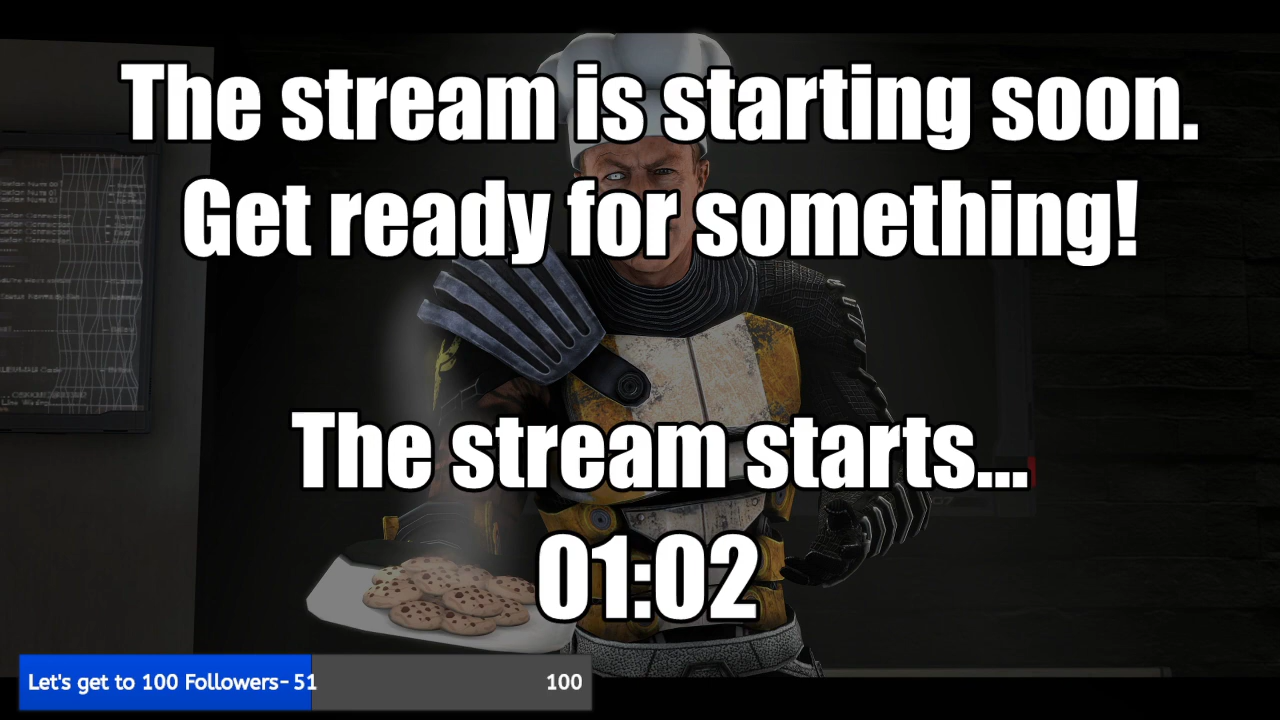 The stream is starting soon.
Get ready for something!
The stream starts...
01:02
Let's get to 100 Followers- 51
100